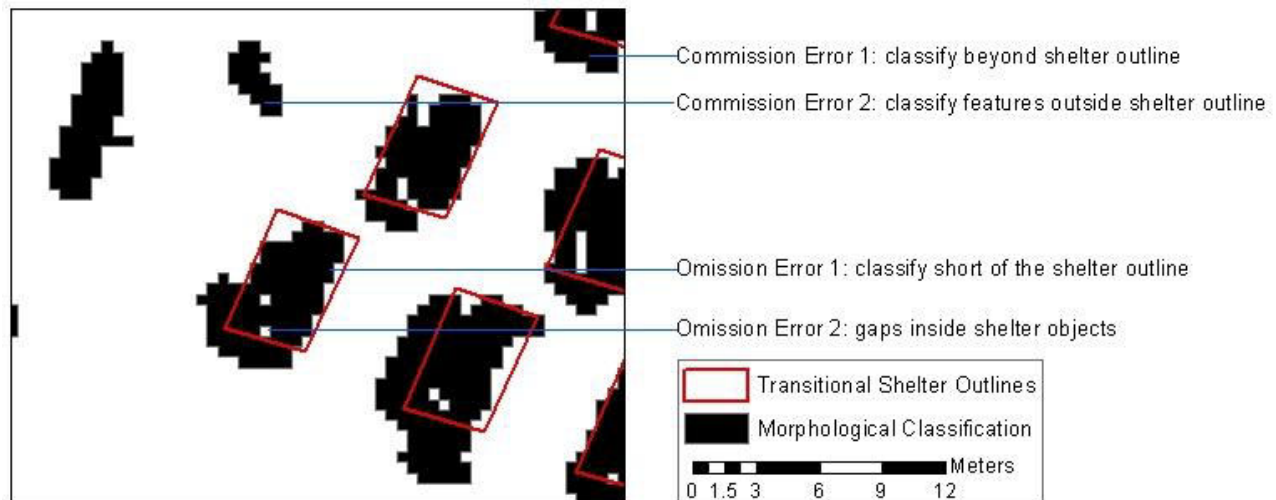 Commission Error 1: classify beyond shelter outline
Commission Error 2: classify features outside shelter outline
Omission Error 1: classify short of the shelter outline
Omission Error 2: gaps inside shelter objects
Transitional Shelter Outlines
Morphological Classification
Meters
0 1.5 3 6 9 12